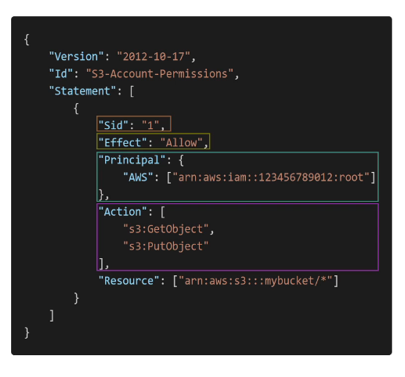 {
"Version": "2012-10-17",
"Id": "S3-Account-Permissions",
"Statement": [
{
"Sid": "1",
"Effect": "Allow",
"Principal": {
"AWS": ["arn:aws:iam::123456789012:root"]
},
"Action": [
"s3:GetObject",
"s3:PutObject"
],
"Resource": ["arn:aws:s3:::mybucket/*"]
}
]
}